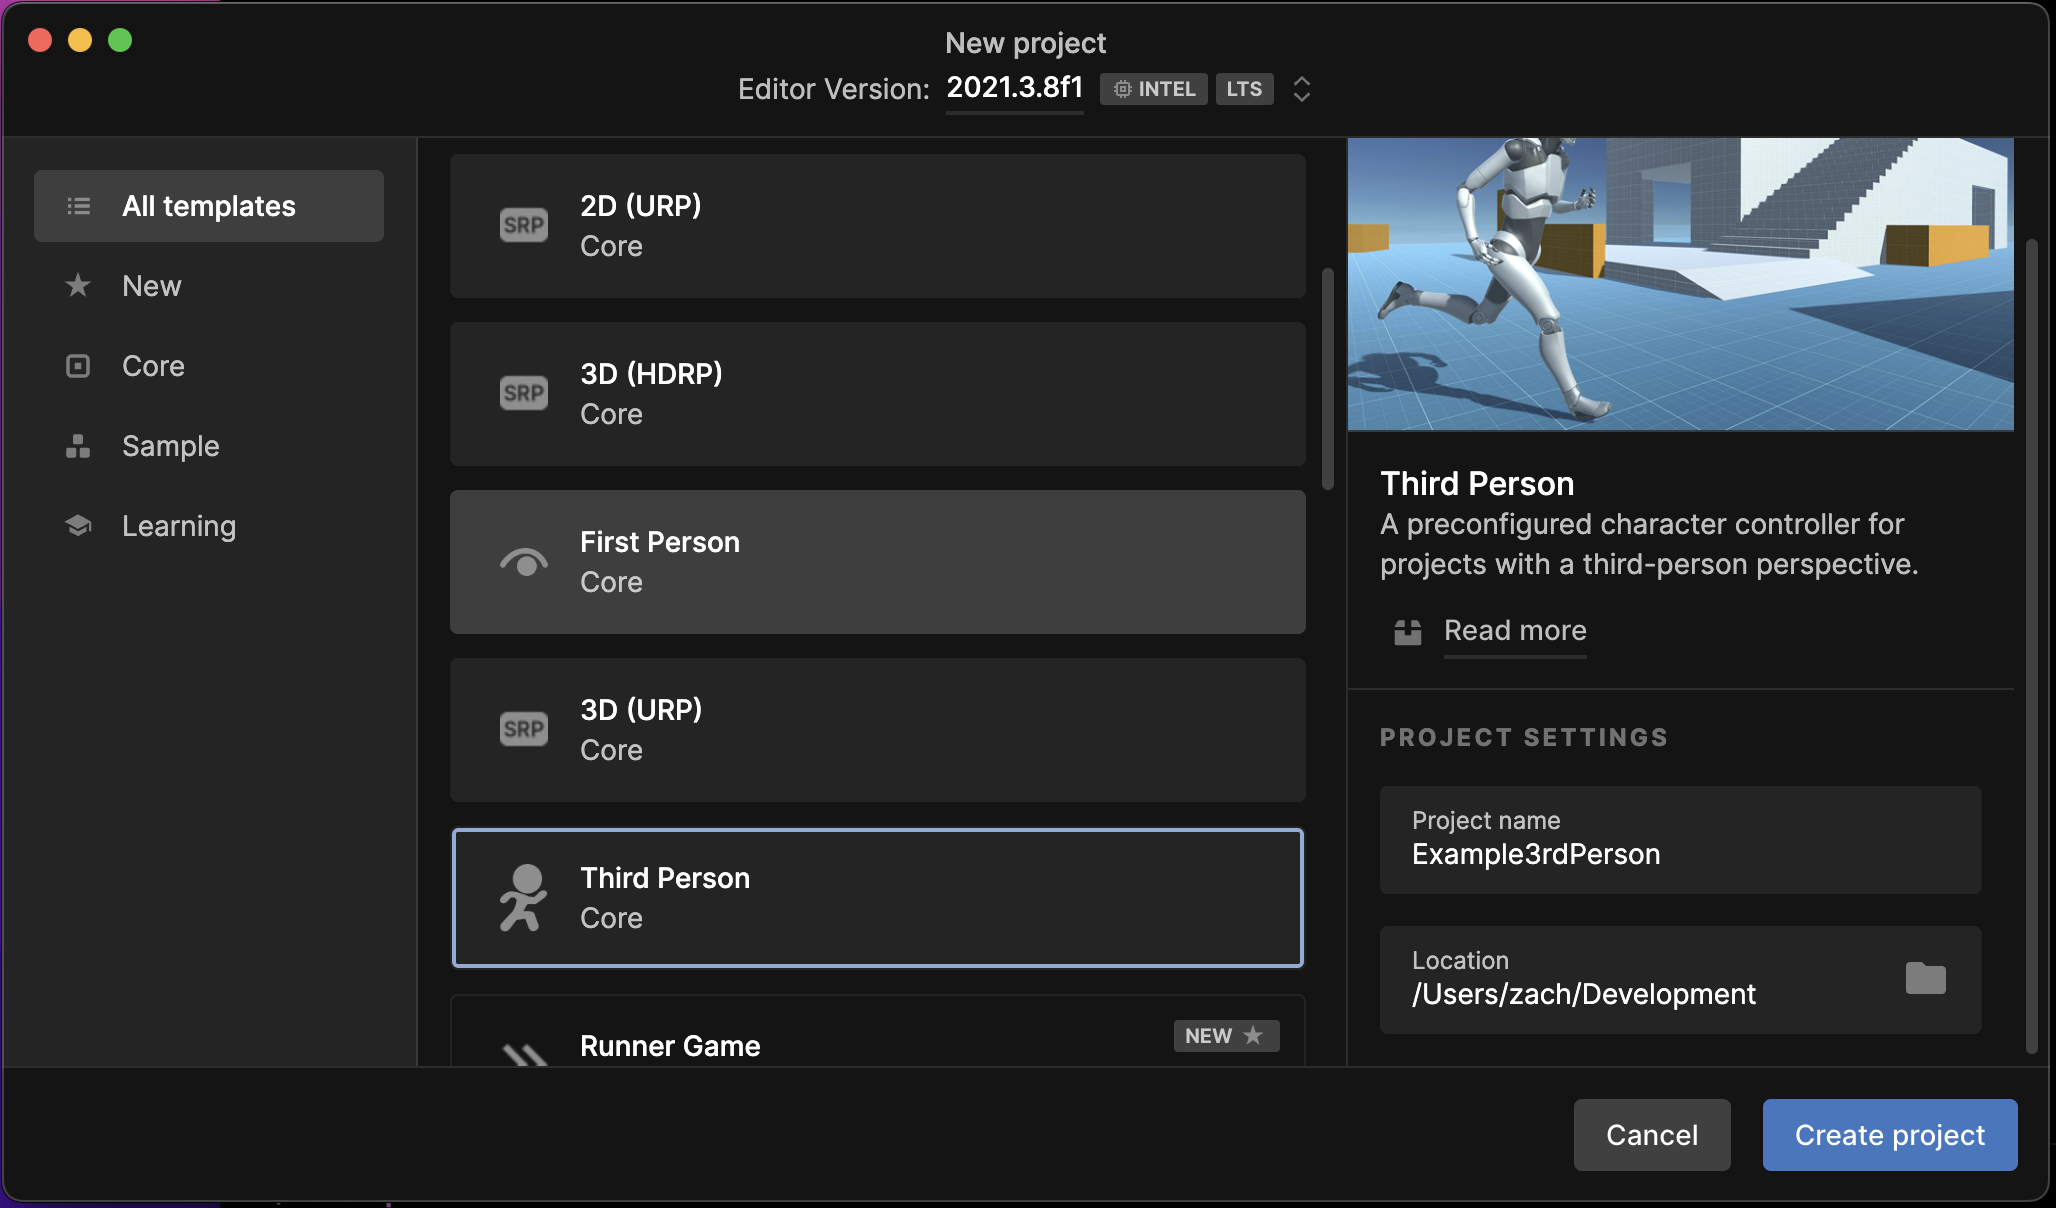 New project
Editor Version: 2021.3.8f1 INTEL LTS
All templates
New
Core
Sample
Learning
SRP
2D (URP)
Core
SRP
3D (HDRP)
Core
First Person
Core
SRP
3D (URP)
Core
Third Person
Core
Runner Game
NEW
Third Person
A preconfigured character controller for
projects with a third-person perspective.
Read more
PROJECT SETTINGS
Project name
Example3rdPerson
Location
/Users/zach/Development
Cancel
Create project